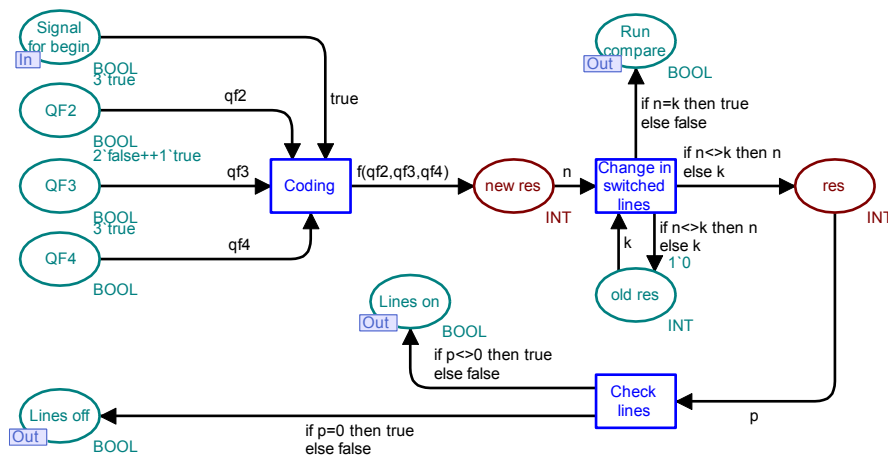 Signal
for begin
In
BOOL
3`true
qf2
true
QF2
BOOL
2`false++1`true
qf3
QF3
BOOL
3`true
qf4
QF4
BOOL
Coding
f(qf2,qf3,qf4)
new res
INT
n
Run
compare
Out
BOOL
if n=k then true
else false
Change in
switched
lines
if n<>k then n
else k
res
INT
k
if n<>k then n
else k
1`0
old res
INT
Lines on
Out
BOOL
if p<>0 then true
else false
Check
lines
p
Lines off
Out
BOOL
if p=0 then true
else false